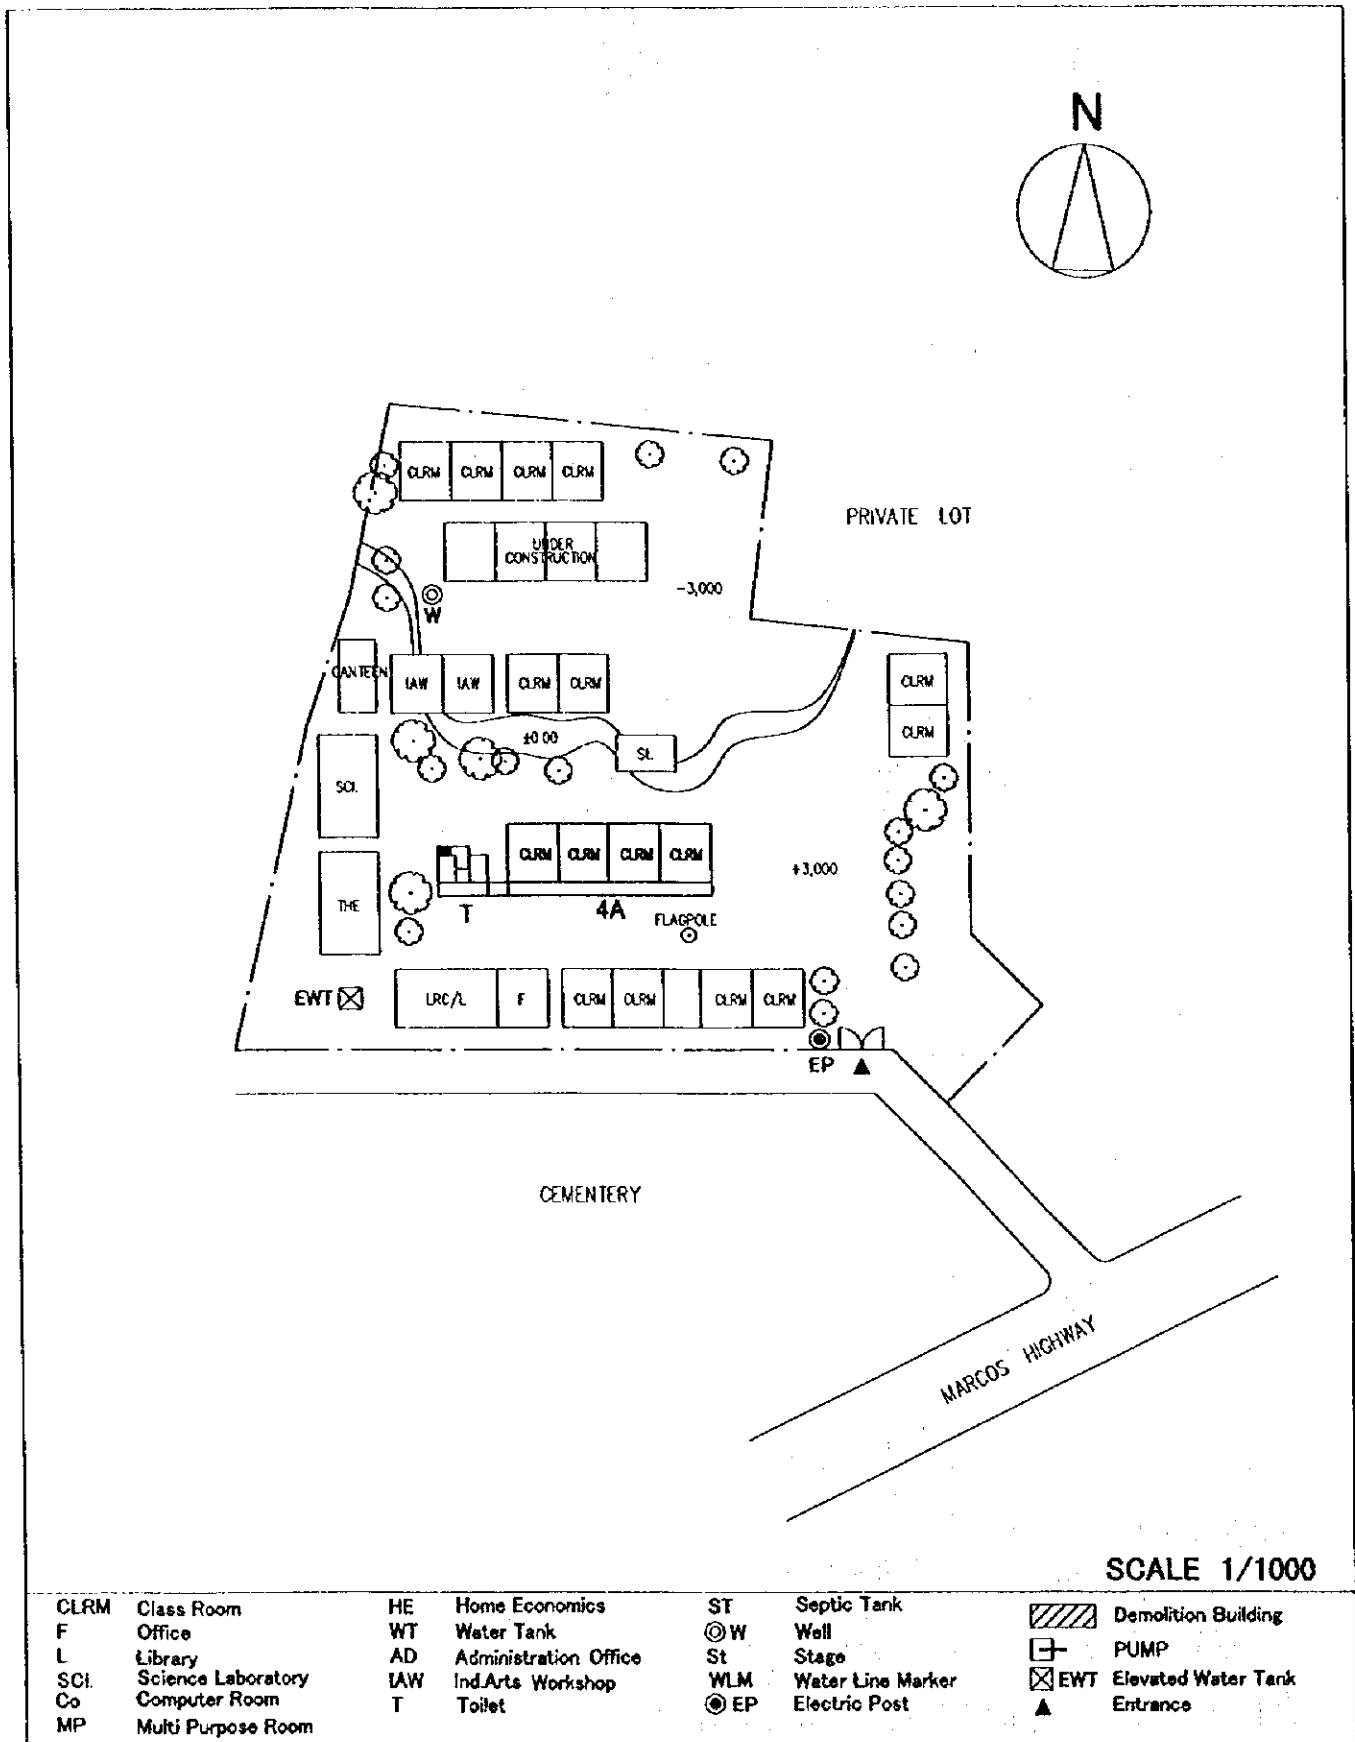 N
CLRM CLRM CLRM CLRM
PRIVATE LOT
UNDER
CONSTRUCTION
-3,000
W
CANTEEN IAW IAW CLRM CLRM CLRM
CLRM
±0.00
St.
SCI.
CLRM CLRM CLRM CLRM
+3,000
THE
T 4A
FLAGPOLE
EWT LRC/L F CLRM CLRM CLRM CLRM
EP
CEMENTERY
MARCOS HIGHWAY
SCALE 1/1000
CLRM Class Room
F Office
L Library
SCI. Science Laboratory
Co Computer Room
MP Multi Purpose Room
HE Home Economics
WT Water Tank
AD Administration Office
IAW Ind.Arts Workshop
T Toilet
ST Septic Tank
W Well
St Stage
WLM Water Line Marker
EP Electric Post
Demolition Building
PUMP
EWT Elevated Water Tank
Entrance